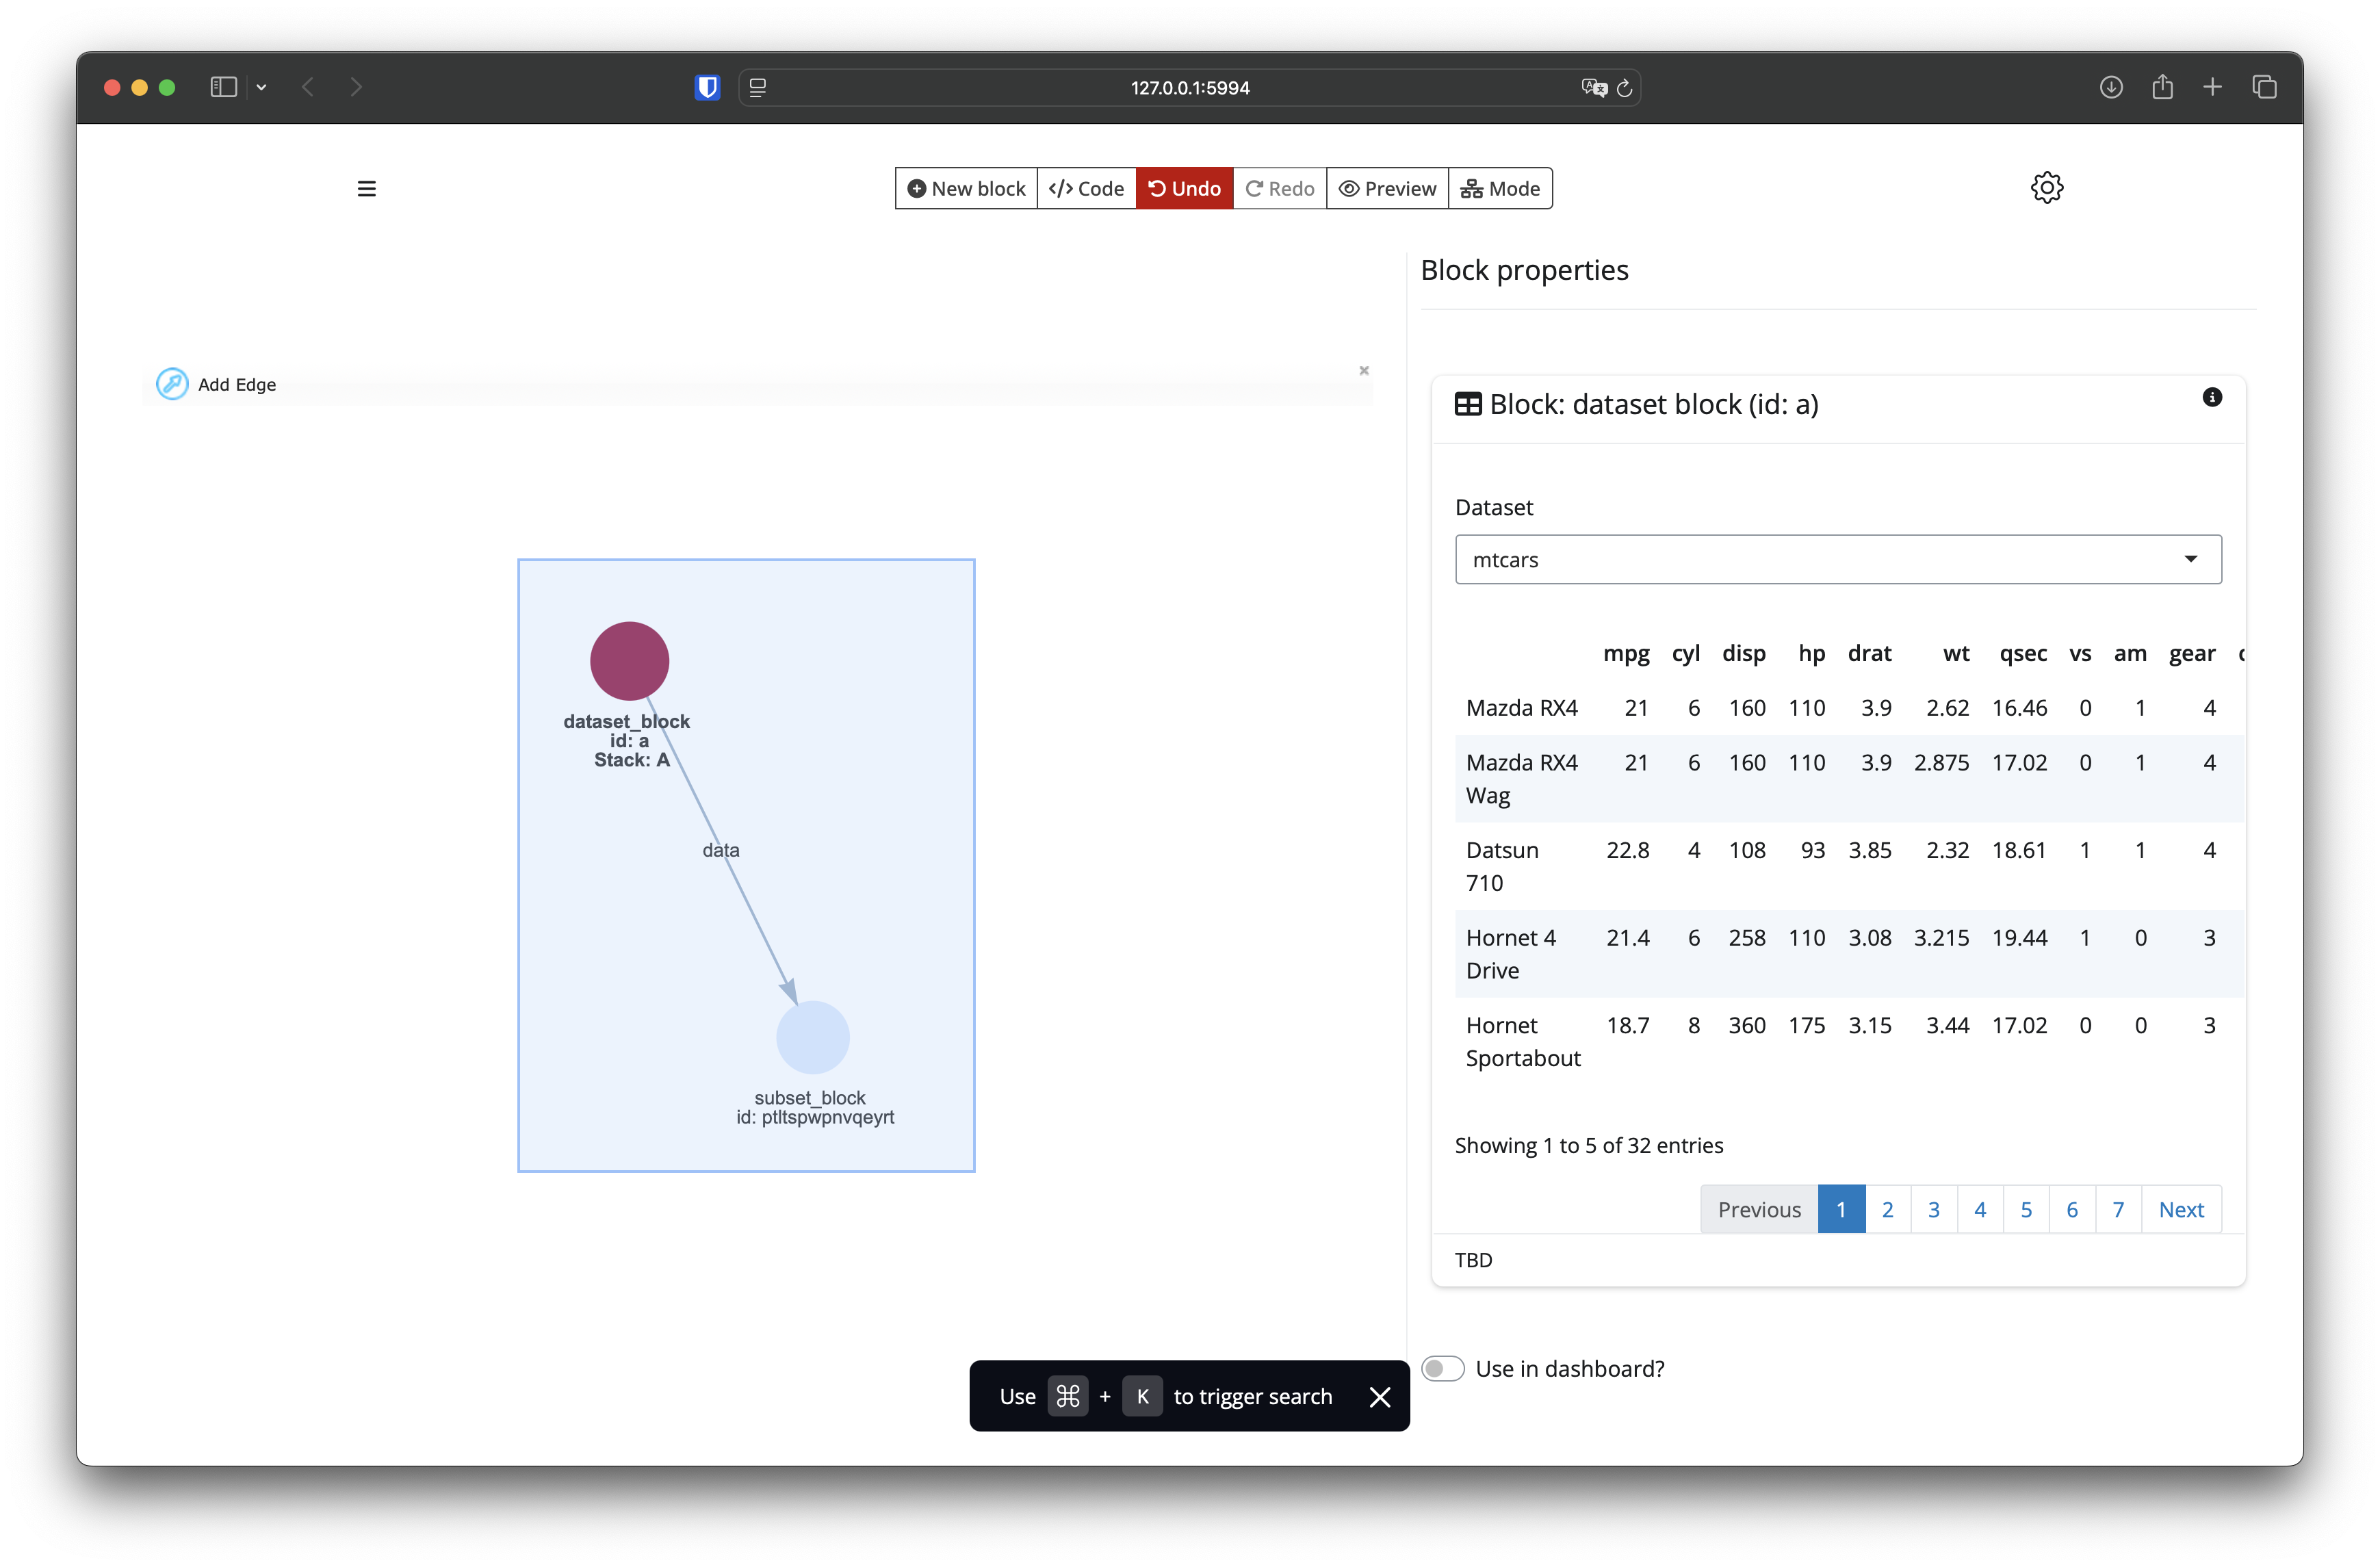 127.0.0.1:5994
New block
</> Code
Undo
Redo
Preview
Mode
Block properties
Add Edge
×
Block: dataset block (id: a)
Dataset
mtcars
dataset_block
id: a
Stack: A
data
subset_block
id: ptltspwpnvqeyrt
mpg cyl disp hp drat wt qsec vs am gear
Mazda RX4 21 6 160 110 3.9 2.62 16.46 0 1 4
Mazda RX4 21 6 160 110 3.9 2.875 17.02 0 1 4
Wag
Datsun 22.8 4 108 93 3.85 2.32 18.61 1 1 4
710
Hornet 4 21.4 6 258 110 3.08 3.215 19.44 1 0 3
Drive
Hornet 18.7 8 360 175 3.15 3.44 17.02 0 0 3
Sportabout
Showing 1 to 5 of 32 entries
Previous 1 2 3 4 5 6 7 Next
TBD
Use in dashboard?
Use ⌘ + K to trigger search